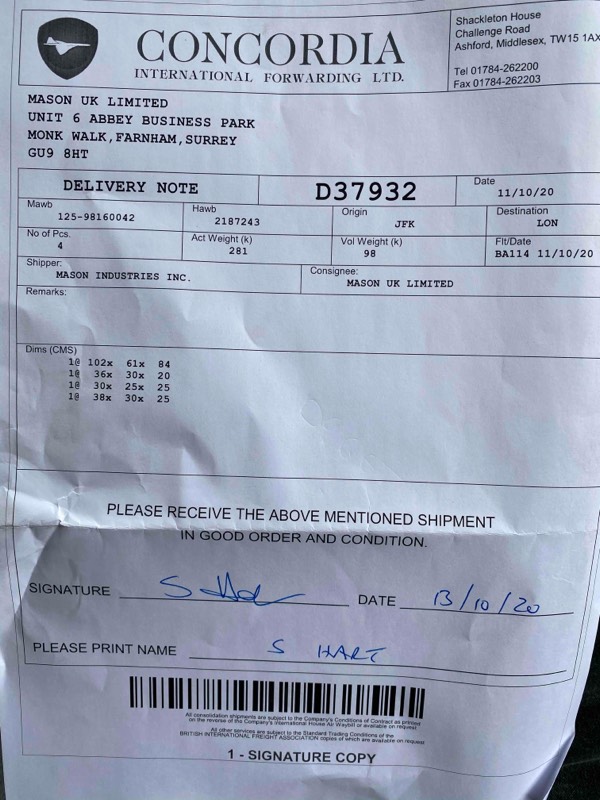 CONCORDIA
INTERNATIONAL FORWARDING LTD.
Shackleton House
Challenge Road
Ashford, Middlesex, TW15 1AX
Tel 01784-262200
Fax 01784-262203
MASON UK LIMITED
UNIT 6 ABBEY BUSINESS PARK
MONK WALK,FARNHAM,SURREY
GU9 8HT
DELIVERY NOTE D37932 Date 11/10/20
Mawb 125-98160042 Hawb 2187243 Origin JFK Destination LON
No of Pcs. 4 Act Weight (k) 281 Vol Weight (k) 98 Flt/Date BA114 11/10/20
Shipper: MASON INDUSTRIES INC. Consignee: MASON UK LIMITED
Remarks:
Dims (CMS)
1@ 102x 61x 84
1@ 36x 30x 20
1@ 30x 25x 25
1@ 38x 30x 25
PLEASE RECEIVE THE ABOVE MENTIONED SHIPMENT
IN GOOD ORDER AND CONDITION.
SIGNATURE DATE 13/10/20
PLEASE PRINT NAME S HART
All consolidation shipments are subject to the Company's Conditions of Contract as printed
on the reverse of the Company's International House Air Waybill or available on request
All other services are subject to the Standard Trading Conditions of the
BRITISH INTERNATIONAL FREIGHT ASSOCIATION copies of which are available on request
1 - SIGNATURE COPY